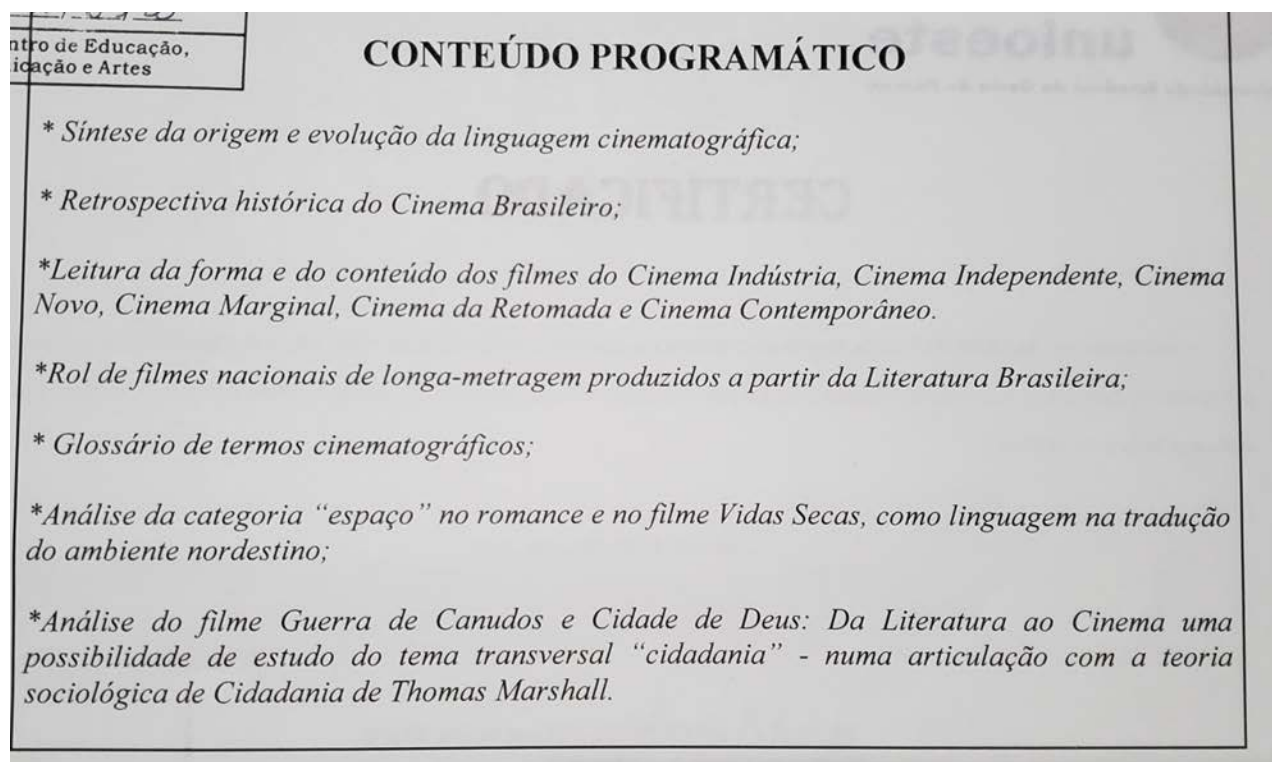 ntro de Educação,
icação e Artes
CONTEÚDO PROGRAMÁTICO
unioeste
CERTIFICADO
* Síntese da origem e evolução da linguagem cinematográfica;
* Retrospectiva histórica do Cinema Brasileiro;
*Leitura da forma e do conteúdo dos filmes do Cinema Indústria, Cinema Independente, Cinema
Novo, Cinema Marginal, Cinema da Retomada e Cinema Contemporâneo.
*Rol de filmes nacionais de longa-metragem produzidos a partir da Literatura Brasileira;
* Glossário de termos cinematográficos;
*Análise da categoria “espaço” no romance e no filme Vidas Secas, como linguagem na tradução
do ambiente nordestino;
*Análise do filme Guerra de Canudos e Cidade de Deus: Da Literatura ao Cinema uma
possibilidade de estudo do tema transversal “cidadania” - numa articulação com a teoria
sociológica de Cidadania de Thomas Marshall.